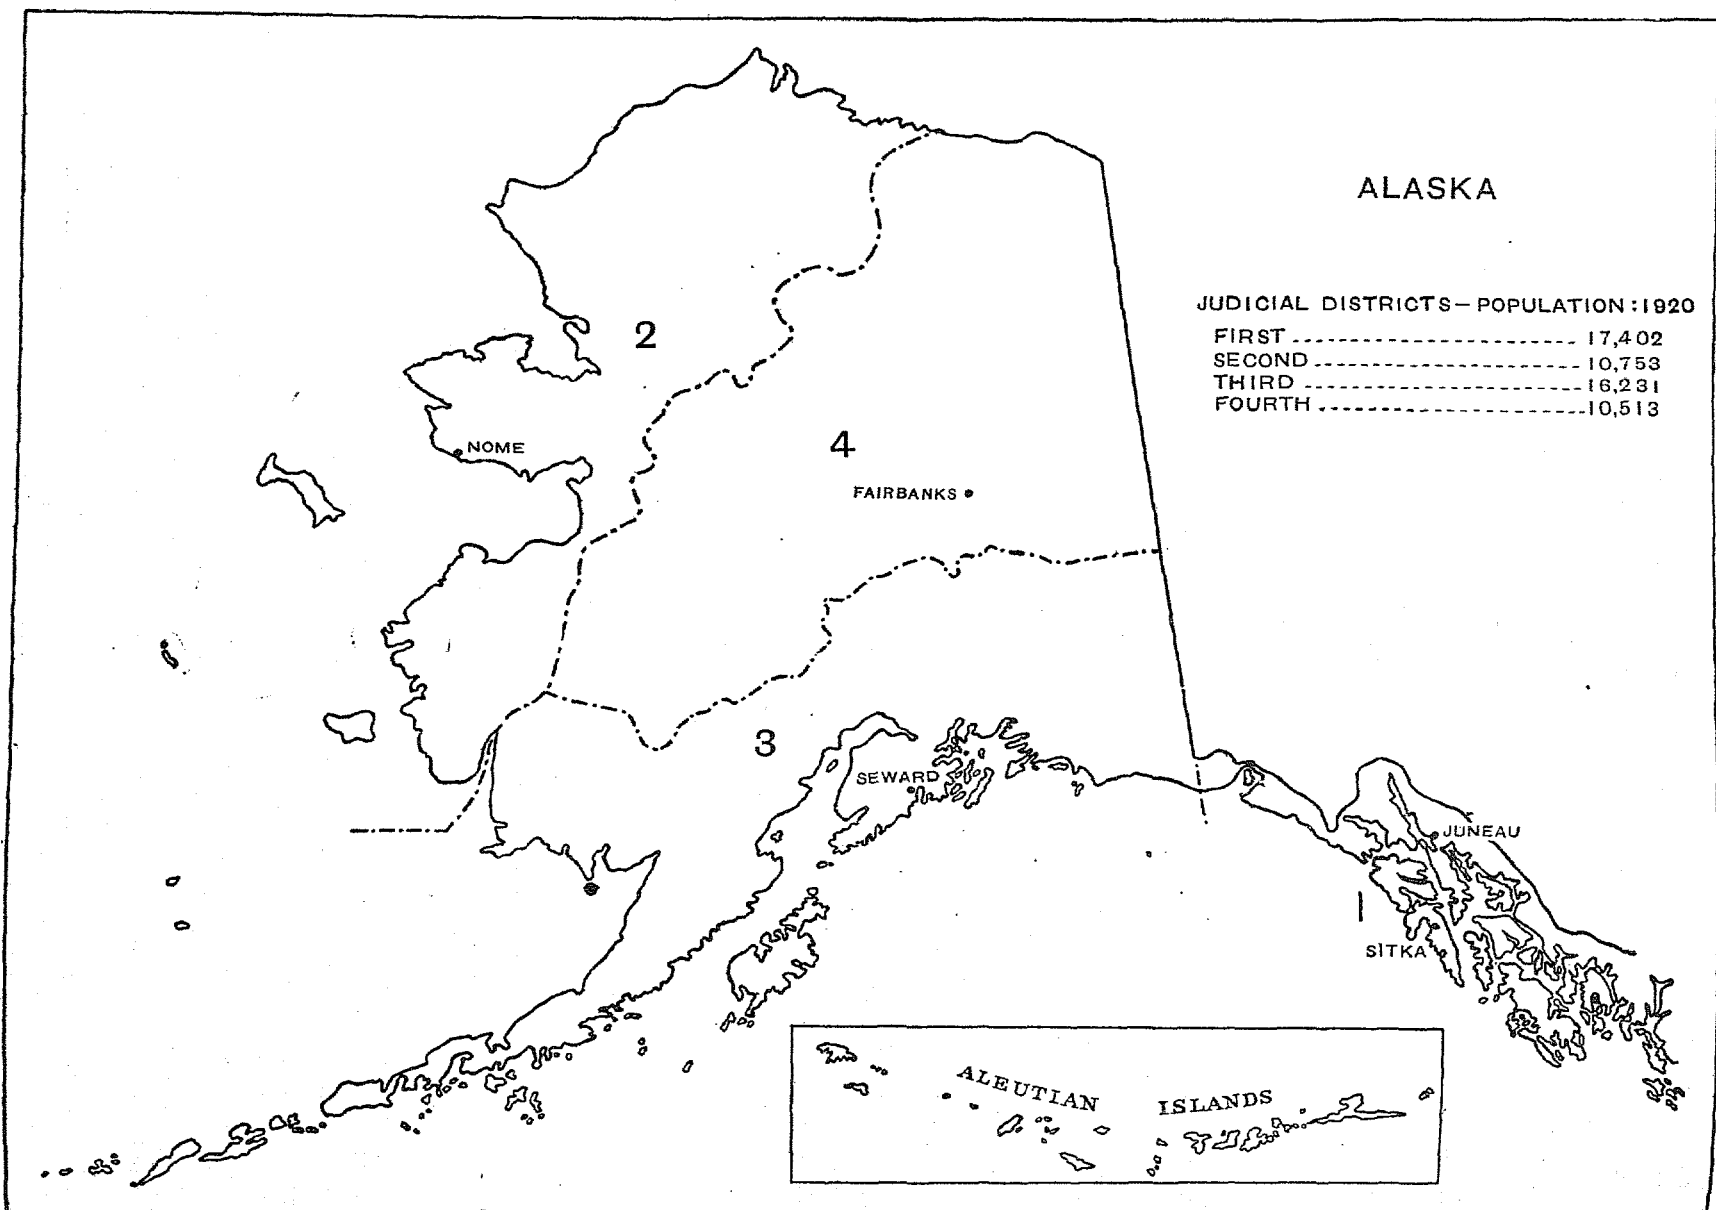 ALASKA
JUDICIAL DISTRICTS—POPULATION:1920
FIRST ---------------------- 17,402
SECOND ---------------------- 10,753
THIRD ---------------------- 16,231
FOURTH ---------------------- 10,513
2
4
NOME
FAIRBANKS
3
SEWARD
JUNEAU
1
SITKA
ALEUTIAN ISLANDS